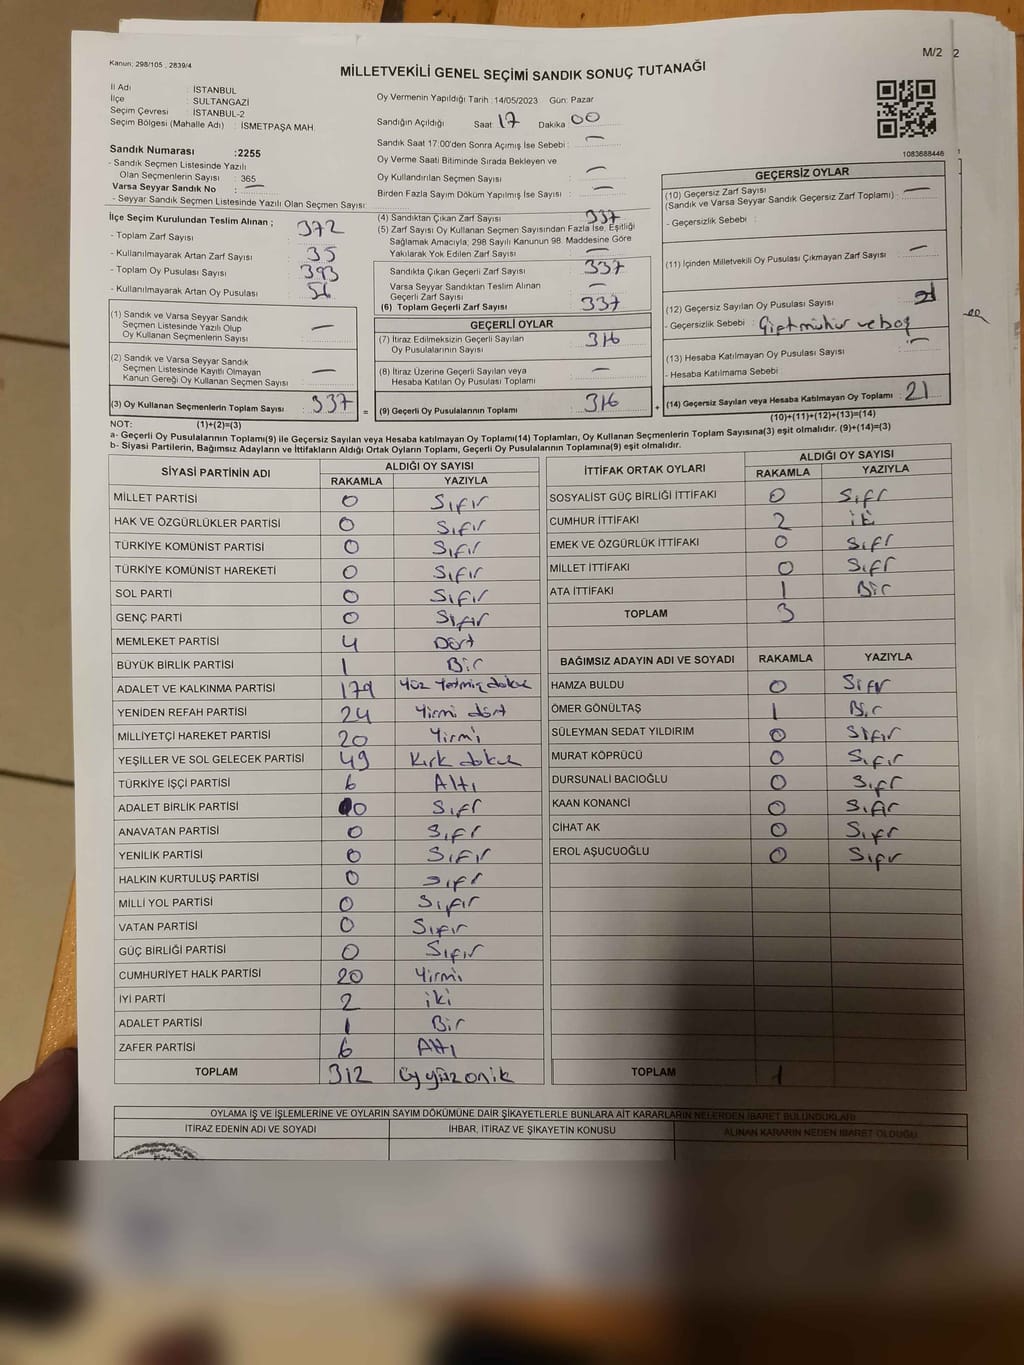 Kanun; 298/105 , 2839/4
M/2
2
MİLLETVEKİLİ GENEL SEÇİMİ SANDIK SONUÇ TUTANAĞI
İl Adı : İSTANBUL
İlçe : SULTANGAZİ
Seçim Çevresi : İSTANBUL-2
Seçim Bölgesi (Mahalle Adı) : İSMETPAŞA MAH.
Oy Vermenin Yapıldığı Tarih : 14/05/2023 Gün: Pazar
Sandığın Açıldığı Saat 17 Dakika 00
Sandık Saat 17:00'den Sonra Açılmış İse Sebebi : —
Oy Verme Saati Bitiminde Sırada Bekleyen ve
Oy Kullandırılan Seçmen Sayısı : —
Birden Fazla Sayım Döküm Yapılmış İse Sayısı : —
1083688446
Sandık Numarası :2255
- Sandık Seçmen Listesinde Yazılı
Olan Seçmenlerin Sayısı : 365
Varsa Seyyar Sandık No : —
- Seyyar Sandık Seçmen Listesinde Yazılı Olan Seçmen Sayısı:
İlçe Seçim Kurulundan Teslim Alınan ;
- Toplam Zarf Sayısı : 372
- Kullanılmayarak Artan Zarf Sayısı : 35
- Toplam Oy Pusulası Sayısı : 393
- Kullanılmayarak Artan Oy Pusulası : 56
(1) Sandık ve Varsa Seyyar Sandık
Seçmen Listesinde Yazılı Olup
Oy Kullanan Seçmenlerin Sayısı : —
(2) Sandık ve Varsa Seyyar Sandık
Seçmen Listesinde Kayıtlı Olmayan
Kanun Gereği Oy Kullanan Seçmen Sayısı : —
(3) Oy Kullanan Seçmenlerin Toplam Sayısı : 337
(1)+(2)=(3)
(4) Sandıktan Çıkan Zarf Sayısı : 337
(5) Zarf Sayısı Oy Kullanan Seçmen Sayısından Fazla İse, Eşitliği
Sağlamak Amacıyla; 298 Sayılı Kanunun 98. Maddesine Göre
Yakılarak Yok Edilen Zarf Sayısı : —
Sandıkta Çıkan Geçerli Zarf Sayısı : 337
Varsa Seyyar Sandıktan Teslim Alınan
Geçerli Zarf Sayısı : —
(6) Toplam Geçerli Zarf Sayısı : 337
GEÇERLİ OYLAR
(7) İtiraz Edilmeksizin Geçerli Sayılan
Oy Pusulalarının Sayısı : 316
(8) İtiraz Üzerine Geçerli Sayılan veya
Hesaba Katılan Oy Pusulası Toplamı : —
= (9) Geçerli Oy Pusulalarının Toplamı : 316 +
GEÇERSİZ OYLAR
(10) Geçersiz Zarf Sayısı : —
(Sandık ve Varsa Seyyar Sandık Geçersiz Zarf Toplamı)
- Geçersizlik Sebebi :
(11) İçinden Milletvekili Oy Pusulası Çıkmayan Zarf Sayısı : —
(12) Geçersiz Sayılan Oy Pusulası Sayısı :
- Geçersizlik Sebebi : Çift mühür ve boş
(13) Hesaba Katılmayan Oy Pusulası Sayısı : —
- Hesaba Katılmama Sebebi :
(14) Geçersiz Sayılan veya Hesaba Katılmayan Oy Toplamı : 21
(10)+(11)+(12)+(13)=(14)
NOT:
a- Geçerli Oy Pusulalarının Toplamı(9) ile Geçersiz Sayılan veya Hesaba katılmayan Oy Toplamı(14) Toplamları, Oy Kullanan Seçmenlerin Toplam Sayısına(3) eşit olmalıdır. (9)+(14)=(3)
b- Siyasi Partilerin, Bağımsız Adayların ve İttifakların Aldığı Ortak Oyların Toplamı, Geçerli Oy Pusulasının Toplamına(9) eşit olmalıdır.
SİYASİ PARTİNİN ADI ALDIĞI OY SAYISI
RAKAMLA YAZIYLA
MİLLET PARTİSİ 0 Sıfır
HAK VE ÖZGÜRLÜKLER PARTİSİ 0 Sıfır
TÜRKİYE KOMÜNİST PARTİSİ 0 Sıfır
TÜRKİYE KOMÜNİST HAREKETİ 0 Sıfır
SOL PARTİ 0 Sıfır
GENÇ PARTİ 0 Sıfır
MEMLEKET PARTİSİ 4 Dört
BÜYÜK BİRLİK PARTİSİ 1 Bir
ADALET VE KALKINMA PARTİSİ 179 Yüz Yetmiş dokuz
YENİDEN REFAH PARTİSİ 24 Yirmi dört
MİLLİYETÇİ HAREKET PARTİSİ 20 Yirmi
YEŞİLLER VE SOL GELECEK PARTİSİ 49 Kırk dokuz
TÜRKİYE İŞÇİ PARTİSİ 6 Altı
ADALET BİRLİK PARTİSİ 0 Sıfr
ANAVATAN PARTİSİ 0 Sıfr
YENİLİK PARTİSİ 0 Sıfır
HALKIN KURTULUŞ PARTİSİ 0 Sıfr
MİLLİ YOL PARTİSİ 0 Sıfır
VATAN PARTİSİ 0 Sıfır
GÜÇ BİRLİĞİ PARTİSİ 0 Sıfır
CUMHURİYET HALK PARTİSİ 20 Yirmi
İYİ PARTİ 2 iki
ADALET PARTİSİ 1 Bir
ZAFER PARTİSİ 6 Altı
TOPLAM 312 Üçyüz onik
İTTİFAK ORTAK OYLARI ALDIĞI OY SAYISI
RAKAMLA YAZIYLA
SOSYALİST GÜÇ BİRLİĞİ İTTİFAKI 0 Sıfr
CUMHUR İTTİFAKI 2 iki
EMEK VE ÖZGÜRLÜK İTTİFAKI 0 Sıfr
MİLLET İTTİFAKI 0 Sıfr
ATA İTTİFAKI 1 Bir
TOPLAM 3
BAĞIMSIZ ADAYIN ADI VE SOYADI RAKAMLA YAZIYLA
HAMZA BULDU 0 Sıfır
ÖMER GÖNÜLTAŞ 1 Bir
SÜLEYMAN SEDAT YILDIRIM 0 Sıfır
MURAT KÖPRÜCÜ 0 Sıfır
DURSUNALİ BACIOĞLU 0 Sıfr
KAAN KONANCİ 0 Sıfır
CİHAT AK 0 Sıfr
EROL AŞUCUOĞLU 0 Sıfır
TOPLAM 1
OYLAMA İŞ VE İŞLEMLERİNE VE OYLARIN SAYIM DÖKÜMÜNE DAİR ŞİKAYETLERLE BUNLARA AİT KARARLARIN NELERDEN İBARET BULUNDUKLARI
İTİRAZ EDENİN ADI VE SOYADI İHBAR, İTİRAZ VE ŞİKAYETİN KONUSU ALINAN KARARIN NEDEN İBARET OLDUĞU